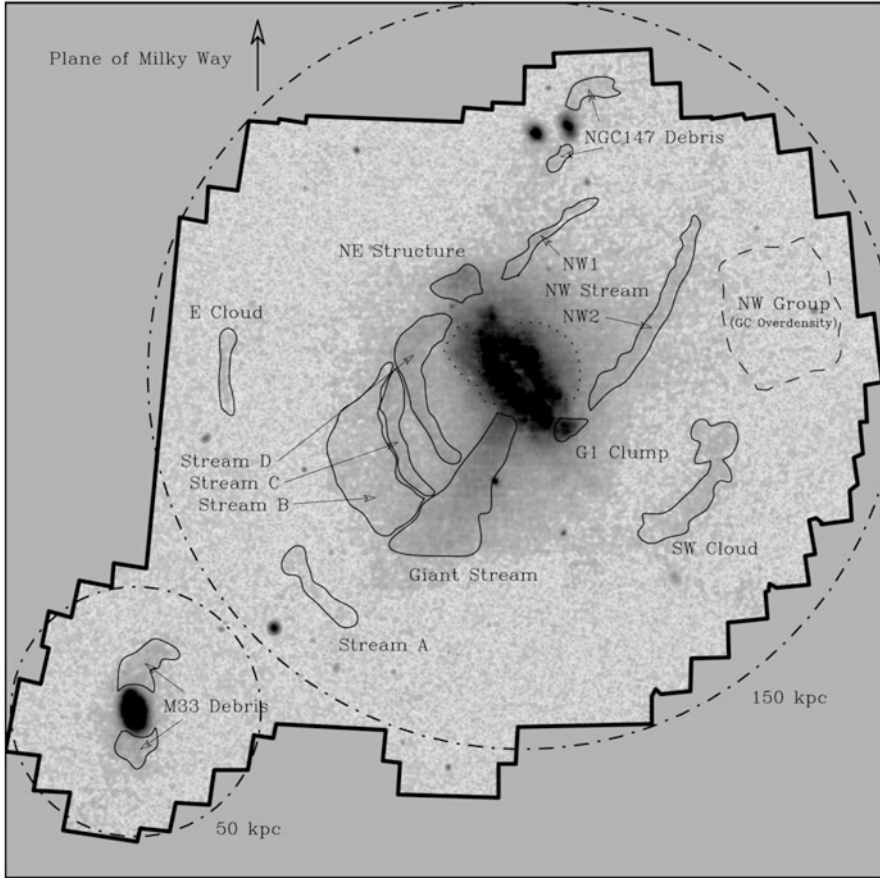 Plane of Milky Way
NGC147 Debris
NE Structure
NW1
NW Stream
NW2
NW Group
(GC Overdensity)
E Cloud
G1 Clump
Stream D
Stream C
Stream B
SW Cloud
Giant Stream
Stream A
M33 Debris
150 kpc
50 kpc